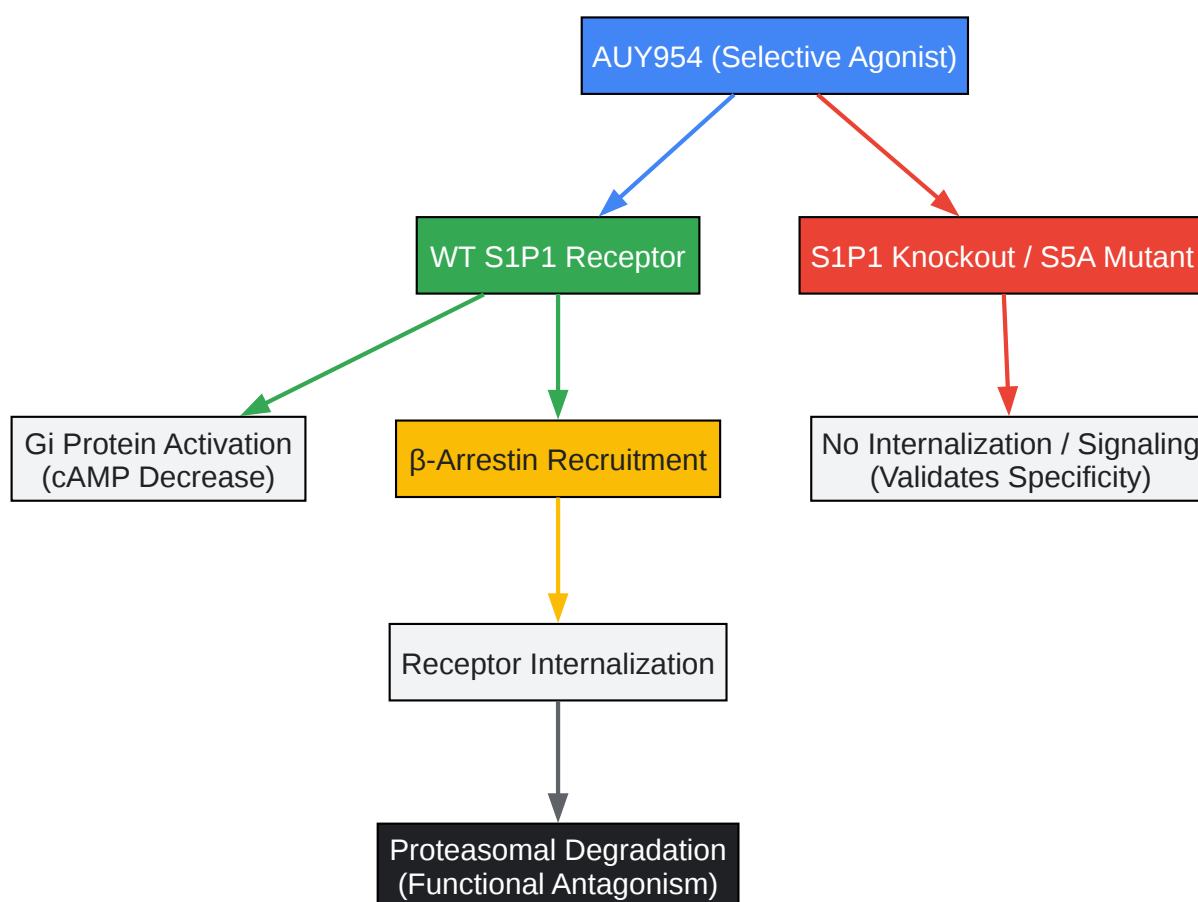 AUY954 (Selective Agonist)
WT S1P1 Receptor
S1P1 Knockout / S5A Mutant
Gi Protein Activation
(cAMP Decrease)
β-Arrestin Recruitment
No Internalization / Signaling
(Validates Specificity)
Receptor Internalization
Proteasomal Degradation
(Functional Antagonism)